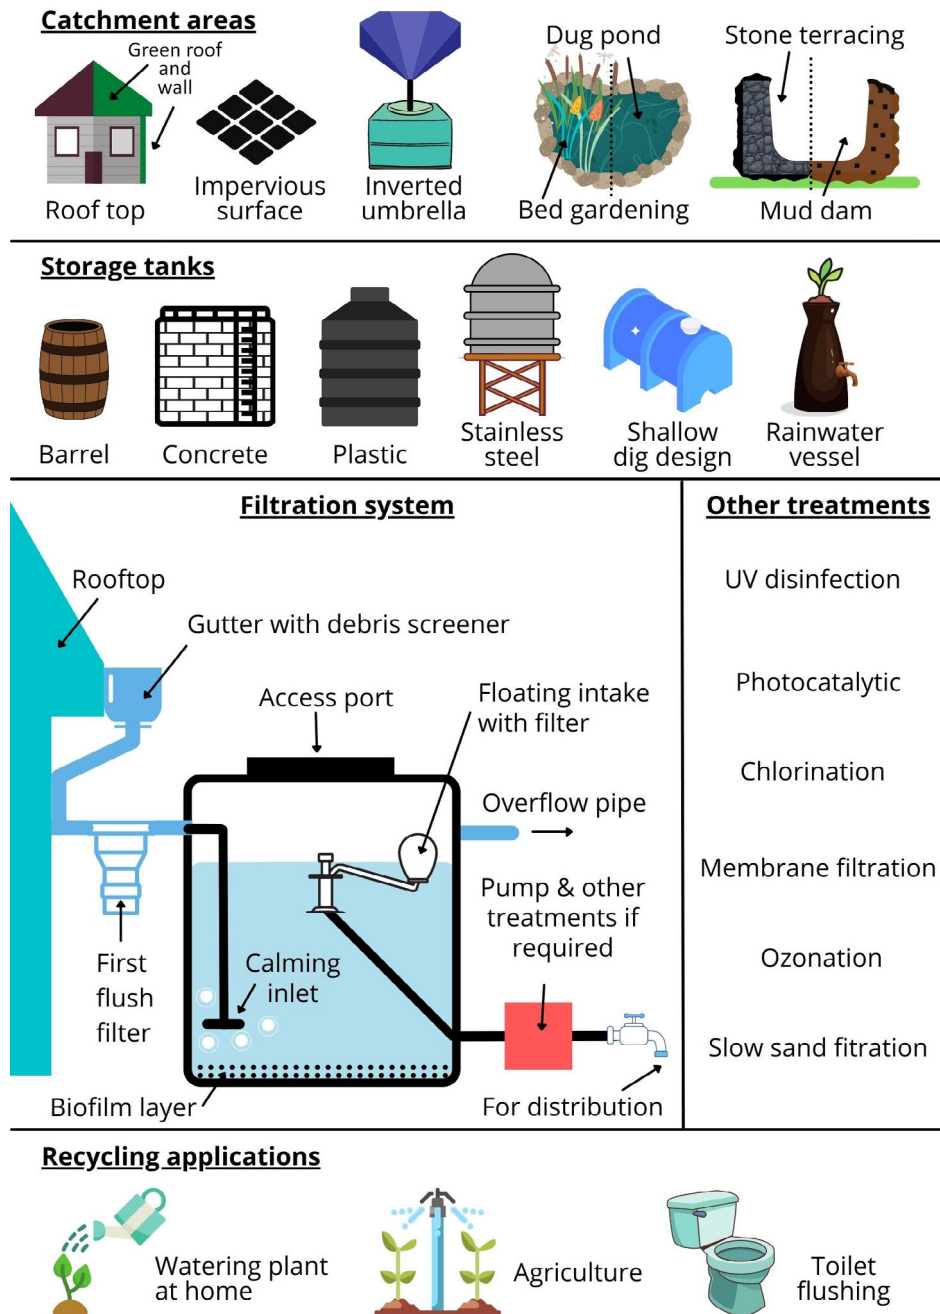 Catchment areas
Green roof
and
wall
Dug pond
Stone terracing
Roof top
Impervious
surface
Inverted
umbrella
Bed gardening
Mud dam
Storage tanks
Barrel
Concrete
Plastic
Stainless
steel
Shallow
dig design
Rainwater
vessel
Filtration system
Rooftop
Gutter with debris screener
Access port
Floating intake
with filter
Overflow pipe
Pump & other
treatments if
required
First
flush
filter
Calming
inlet
Biofilm layer
For distribution
Other treatments
UV disinfection
Photocatalytic
Chlorination
Membrane filtration
Ozonation
Slow sand fitration
Recycling applications
Watering plant
at home
Agriculture
Toilet
flushing